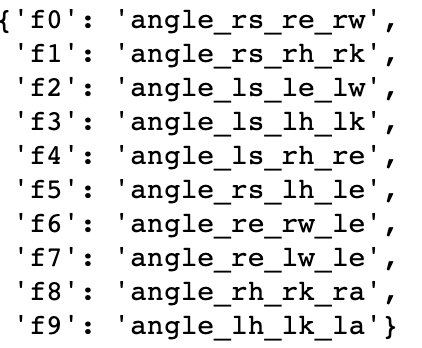 {'f0': 'angle_rs_re_rw',
'f1': 'angle_rs_rh_rk',
'f2': 'angle_ls_le_lw',
'f3': 'angle_ls_lh_lk',
'f4': 'angle_ls_rh_re',
'f5': 'angle_rs_lh_le',
'f6': 'angle_re_rw_le',
'f7': 'angle_re_lw_le',
'f8': 'angle_rh_rk_ra',
'f9': 'angle_lh_lk_la'}